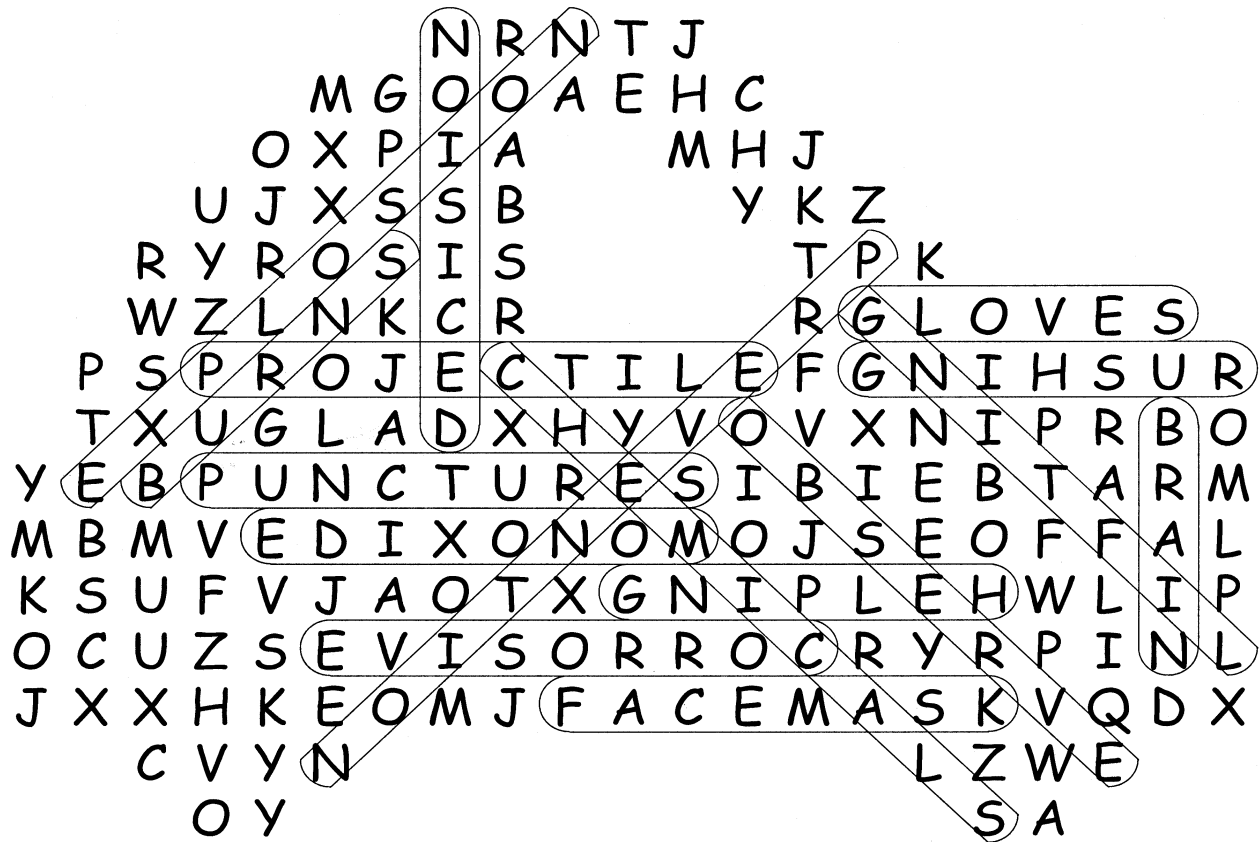 N R N T J
M G O O A E H C
O X P I A M H J
U J X S S B Y K Z
R Y R O S I S T P K
W Z L N K C R R G L O V E S
P S P R O J E C T I L E F G N I H S U R
T X U G L A D X H Y V O V X N I P R B O
Y E B P U N C T U R E S I B I E B T A R M
M B M V E D I X O N O M O J S E O F F A L
K S U F V J A O T X G N I P L E H W L I P
O C U Z S E V I S O R R O C R Y R P I N L
J X X H K E O M J F A C E M A S K V Q D X
C V Y N L Z W E
O Y S A